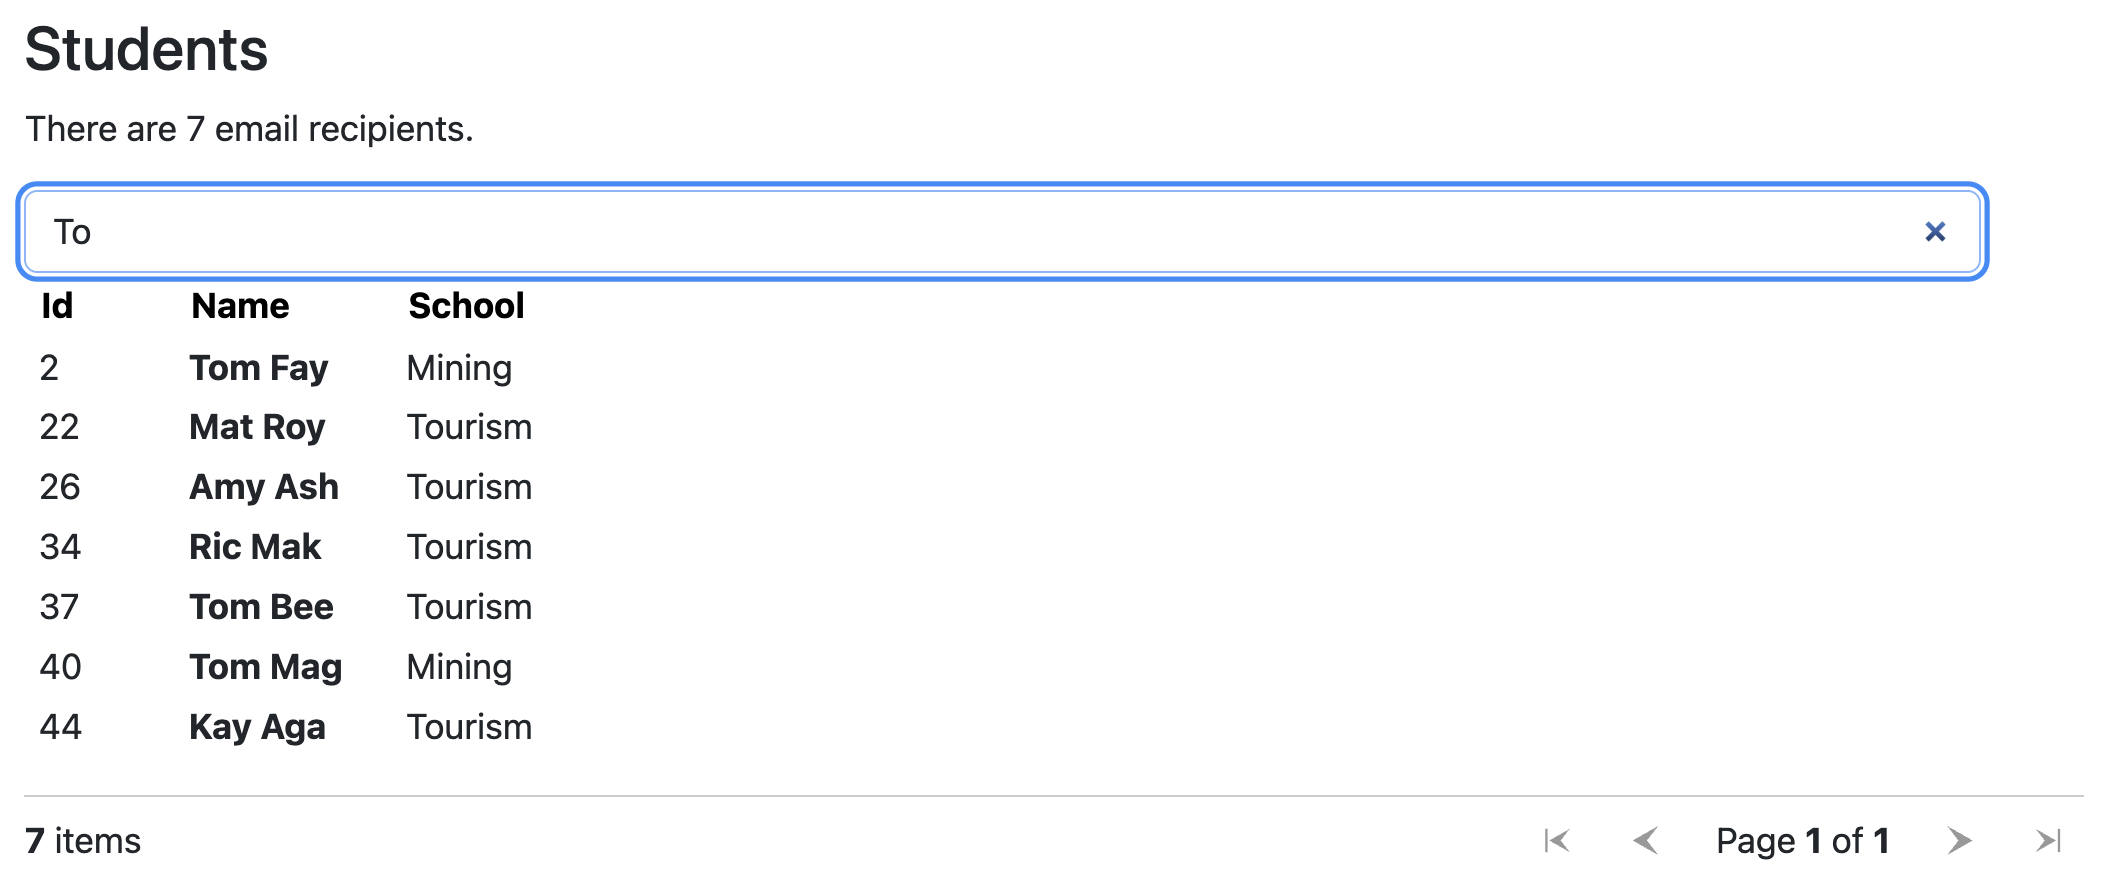 Students
There are 7 email recipients.
To
Id Name School
2 Tom Fay Mining
22 Mat Roy Tourism
26 Amy Ash Tourism
34 Ric Mak Tourism
37 Tom Bee Tourism
40 Tom Mag Mining
44 Kay Aga Tourism
7 items Page 1 of 1